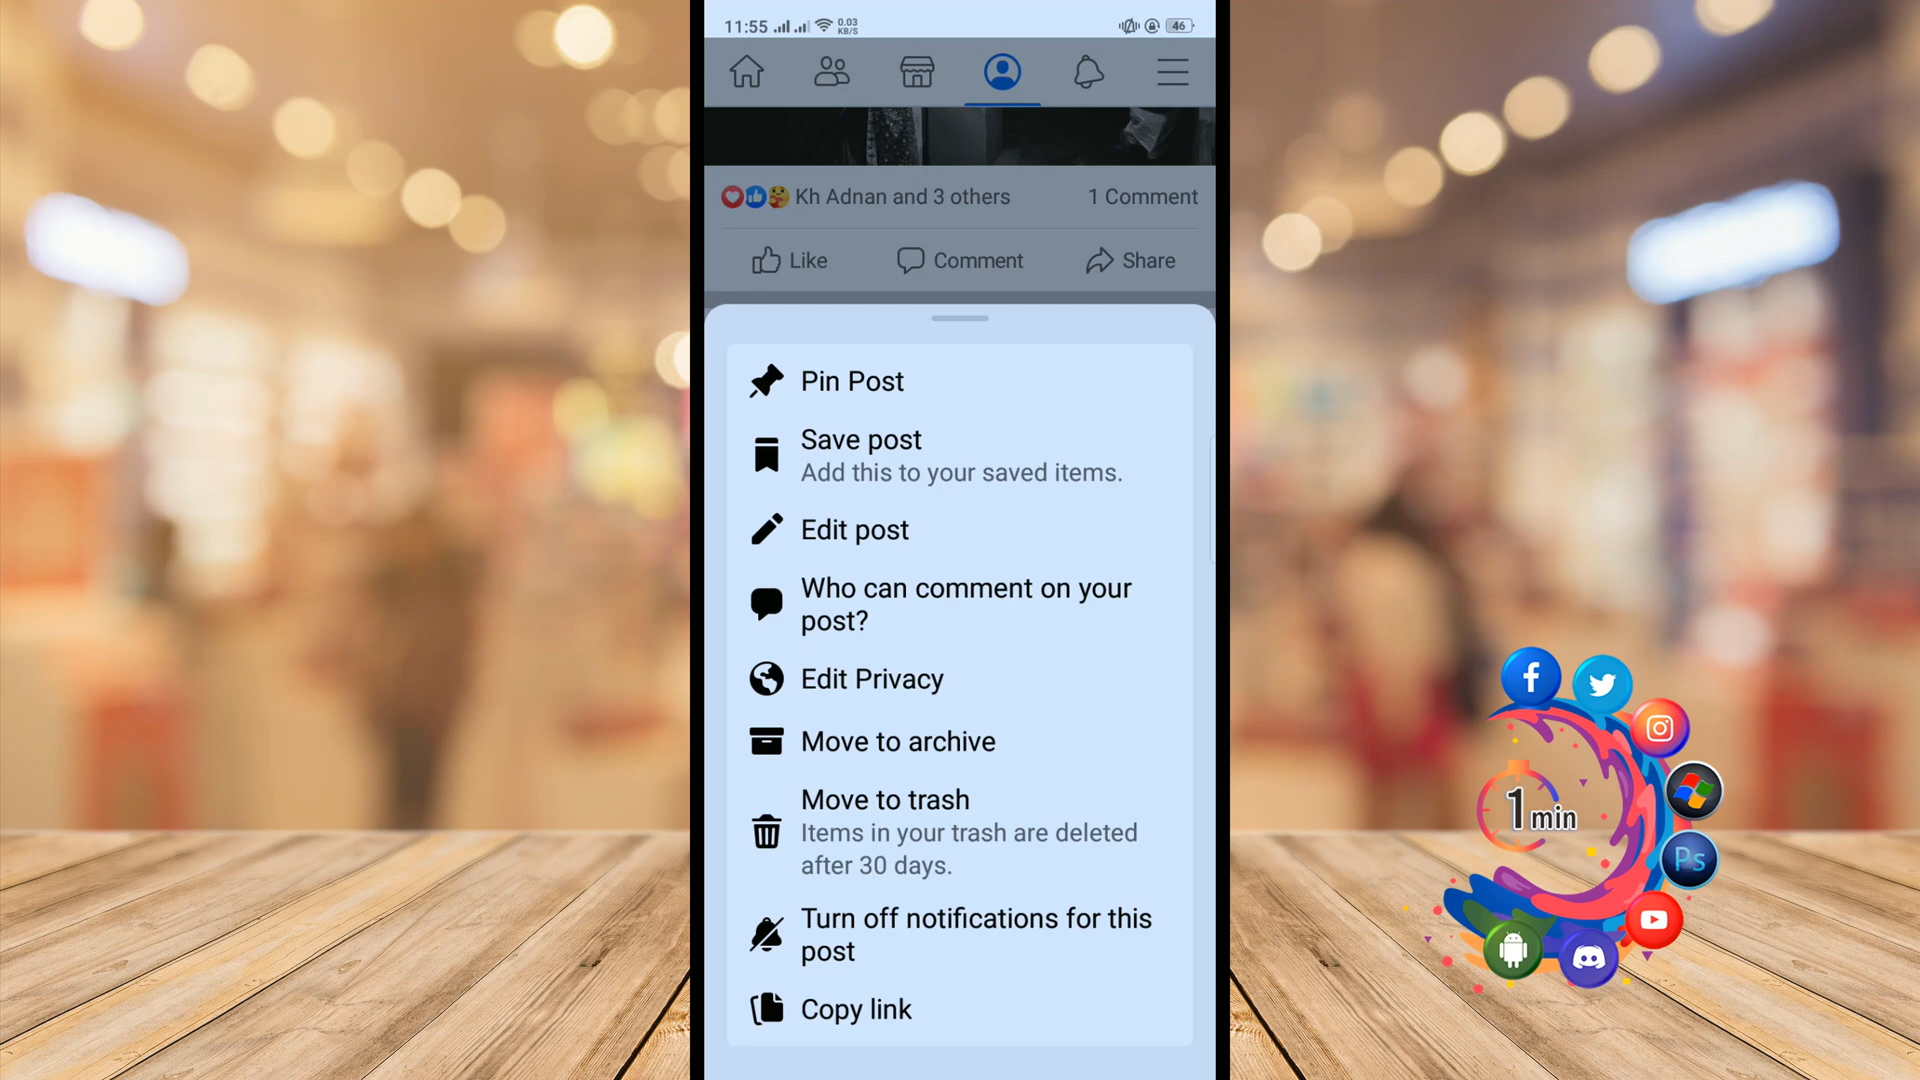 11:55
0.03
KB/S
46
Kh Adnan and 3 others
1 Comment
Like
Comment
Share
Pin Post
Save post
Add this to your saved items.
Edit post
Who can comment on your
post?
Edit Privacy
Move to archive
Move to trash
Items in your trash are deleted
after 30 days.
Turn off notifications for this
post
Copy link
f
1 min
Ps